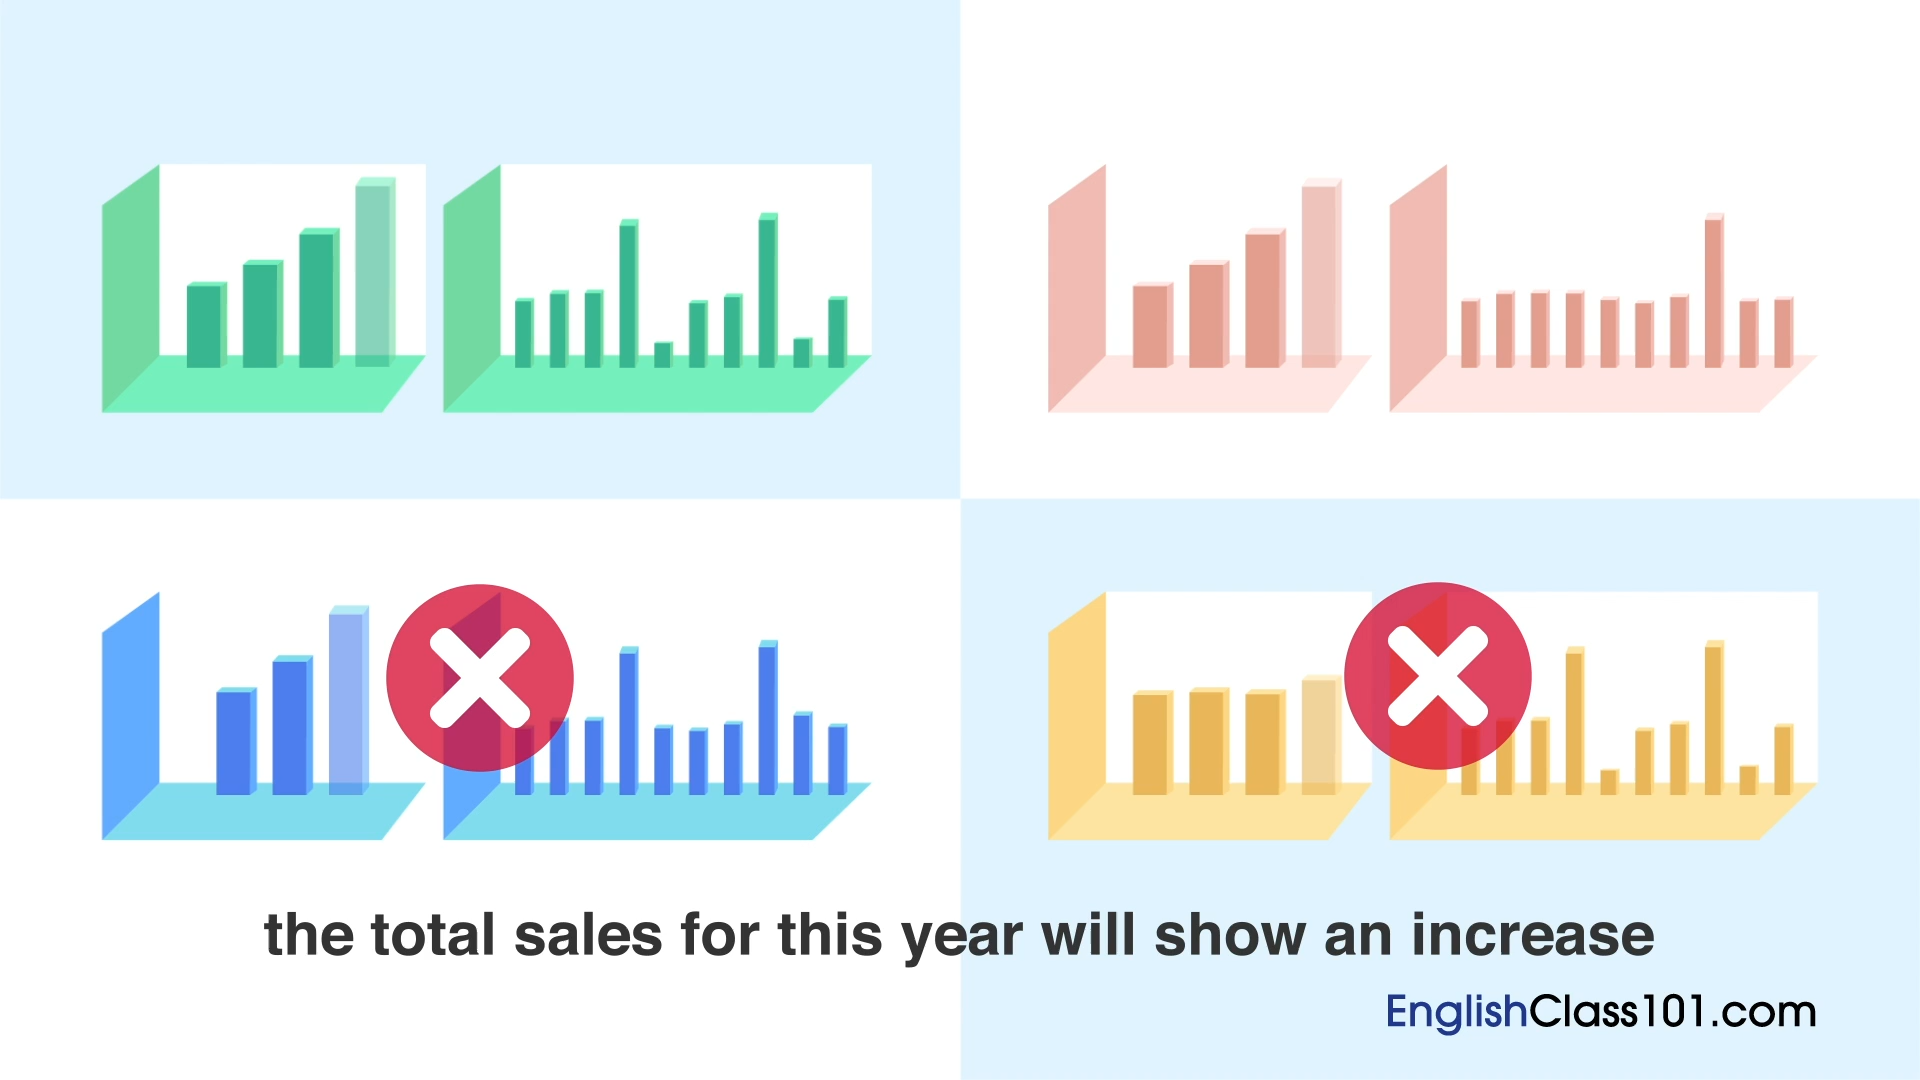 the total sales for this year will show an increase
EnglishClass101.com